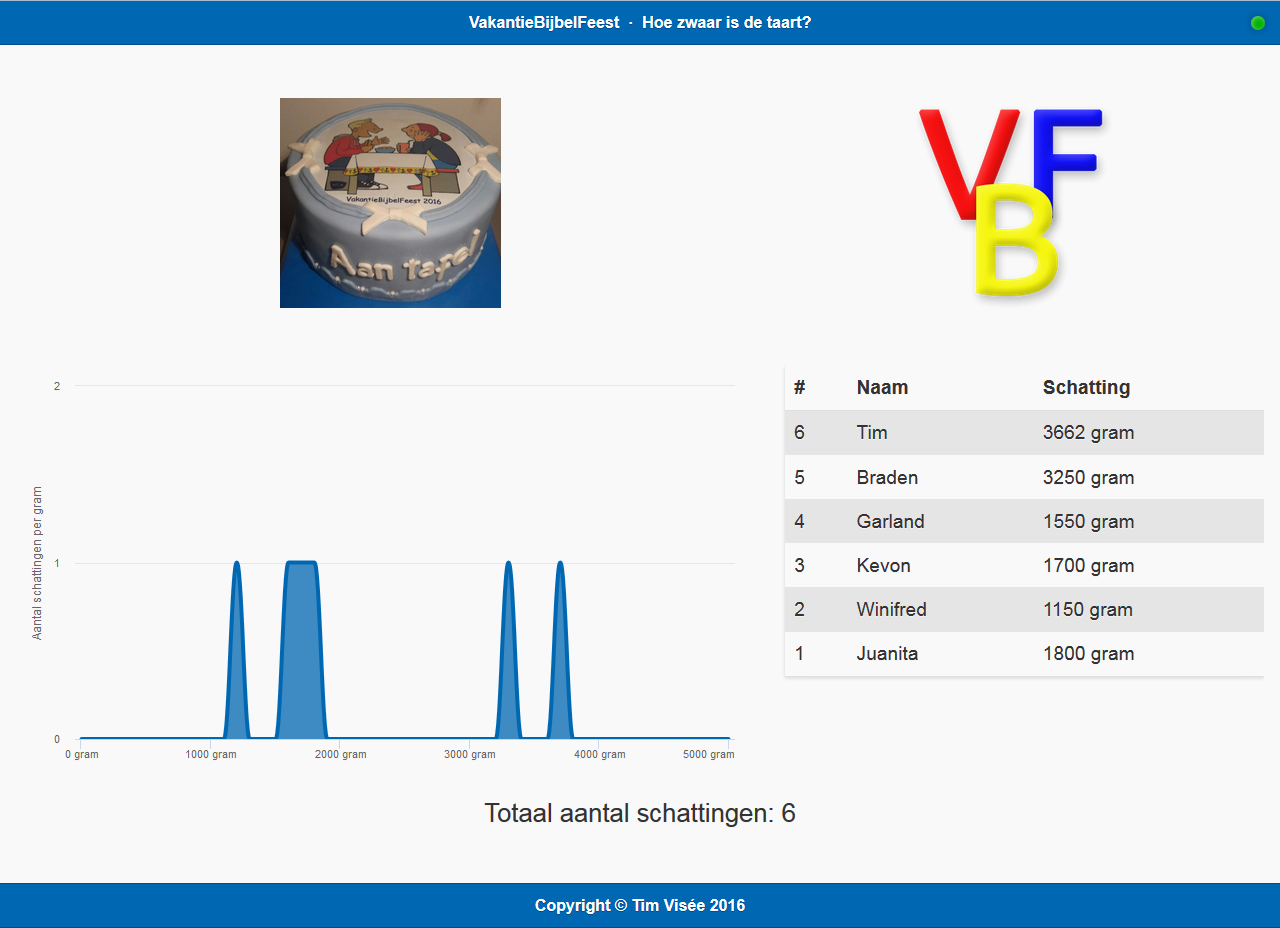 VakantieBijbelFeest · Hoe zwaar is de taart?
VakantieBijbelFeest 2016
Aan tafel!
V F
B
Aantal schattingen per gram
2
1
0
0 gram 1000 gram 2000 gram 3000 gram 4000 gram 5000 gram
# Naam Schatting
6 Tim 3662 gram
5 Braden 3250 gram
4 Garland 1550 gram
3 Kevon 1700 gram
2 Winifred 1150 gram
1 Juanita 1800 gram
Totaal aantal schattingen: 6
Copyright © Tim Visée 2016